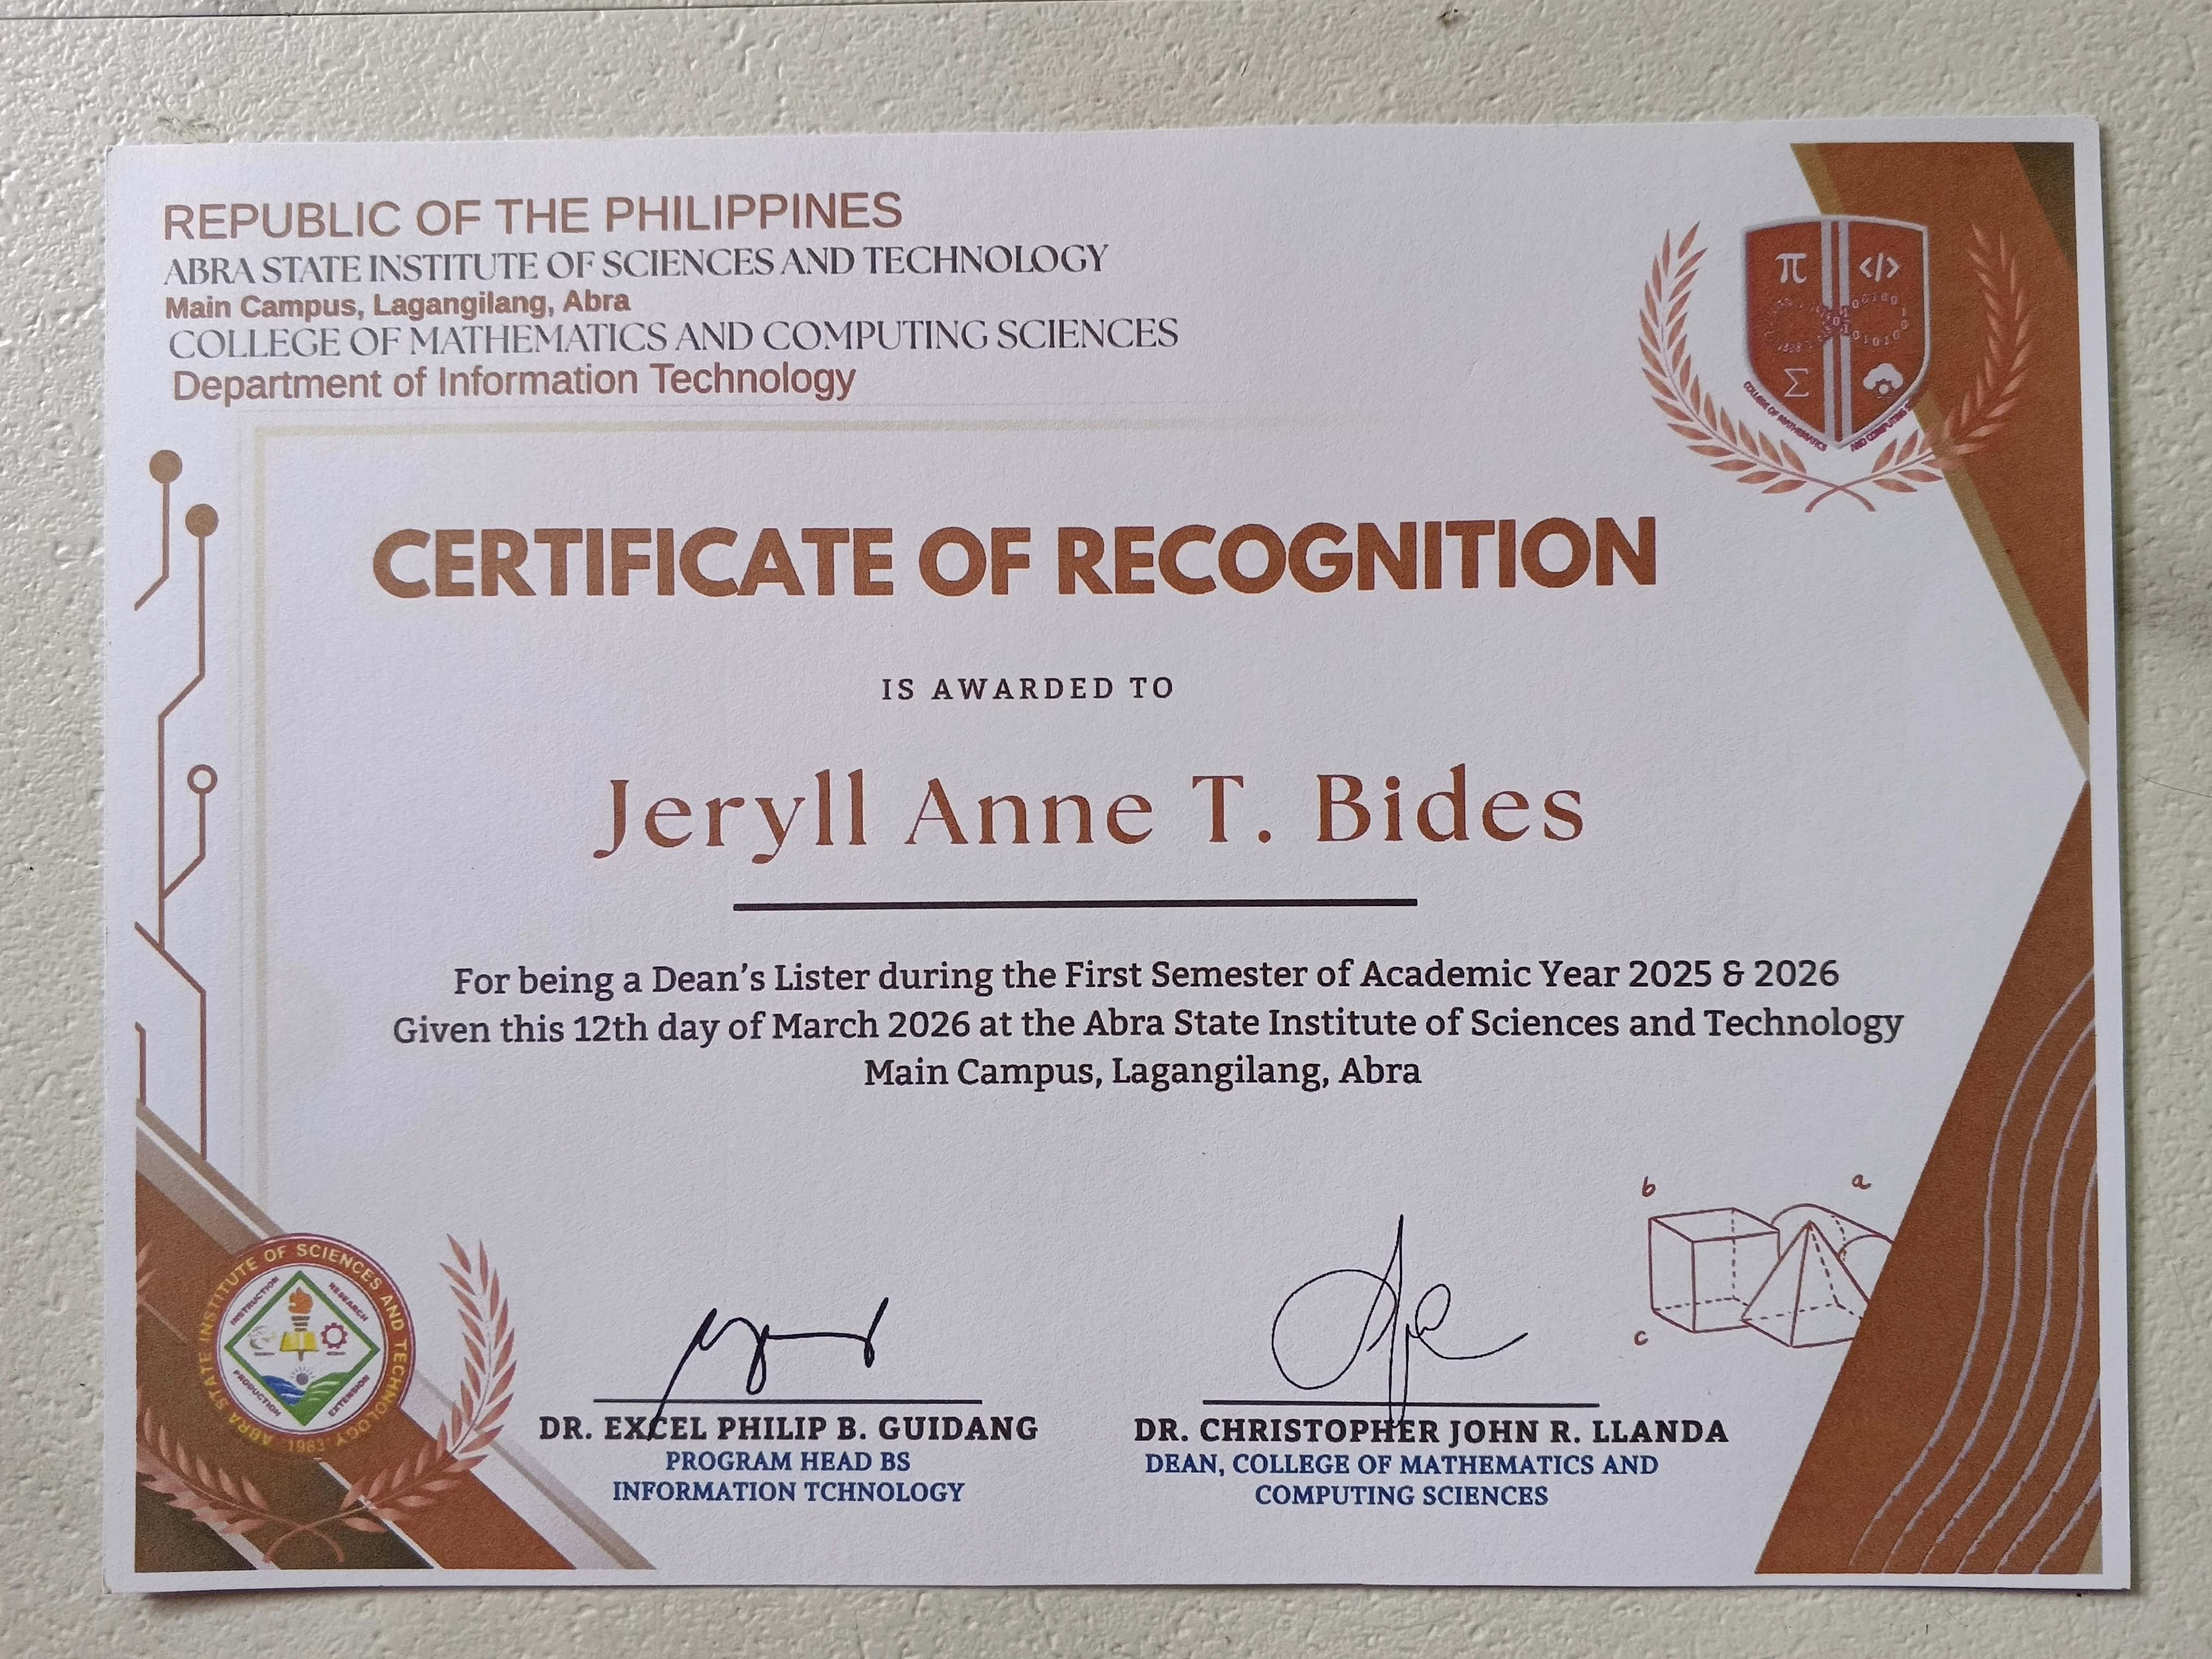 REPUBLIC OF THE PHILIPPINES
ABRA STATE INSTITUTE OF SCIENCES AND TECHNOLOGY
Main Campus, Lagangilang, Abra
COLLEGE OF MATHEMATICS AND COMPUTING SCIENCES
Department of Information Technology
π </>
Σ
COLLEGE OF MATHEMATICS AND COMPUTING
CERTIFICATE OF RECOGNITION
IS AWARDED TO
Jeryll Anne T. Bides
For being a Dean's Lister during the First Semester of Academic Year 2025 & 2026
Given this 12th day of March 2026 at the Abra State Institute of Sciences and Technology
Main Campus, Lagangilang, Abra
b a
c
ABRA STATE INSTITUTE OF SCIENCES AND TECHNOLOGY
INSTRUCTION RESEARCH
PRODUCTION EXTENSION
1983
DR. EXCEL PHILIP B. GUIDANG
PROGRAM HEAD BS
INFORMATION TCHNOLOGY
DR. CHRISTOPHER JOHN R. LLANDA
DEAN, COLLEGE OF MATHEMATICS AND
COMPUTING SCIENCES